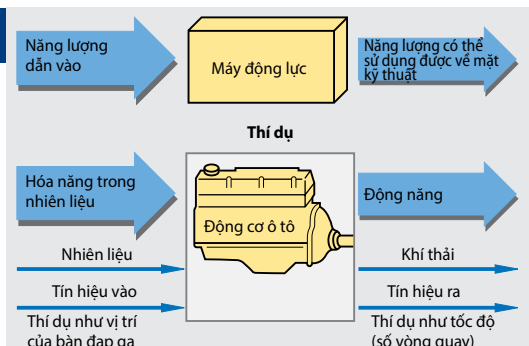 Năng lượng
dẫn vào
Máy động lực
Năng lượng có thể
sử dụng được về mặt
kỹ thuật
Thí dụ
Hóa năng trong
nhiên liệu
Động cơ ô tô
Động năng
Nhiên liệu
Khí thải
Tín hiệu vào
Tín hiệu ra
Thí dụ như vị trí
của bàn đạp ga
Thí dụ như tốc độ
(số vòng quay)